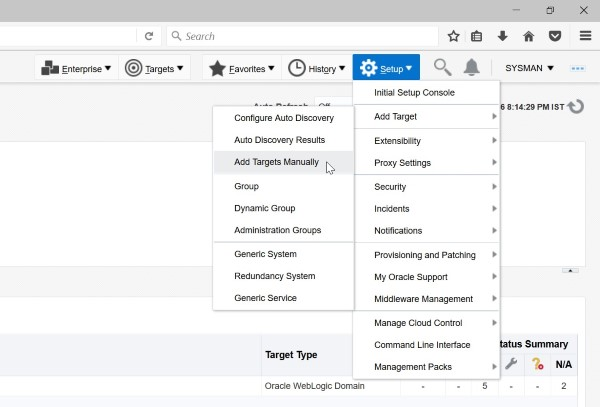 Search
Enterprise
Targets
Favorites
History
Setup
SYSMAN
Initial Setup Console
Auto Refresh Off
6 8:14:29 PM IST
Configure Auto Discovery
Add Target
Auto Discovery Results
Extensibility
Add Targets Manually
Proxy Settings
Group
Security
Dynamic Group
Incidents
Administration Groups
Notifications
Generic System
Provisioning and Patching
Redundancy System
My Oracle Support
Generic Service
Middleware Management
Manage Cloud Control
Command Line Interface
Management Packs
Target Type
tatus Summary
N/A
Oracle WebLogic Domain - - 5 - - 2